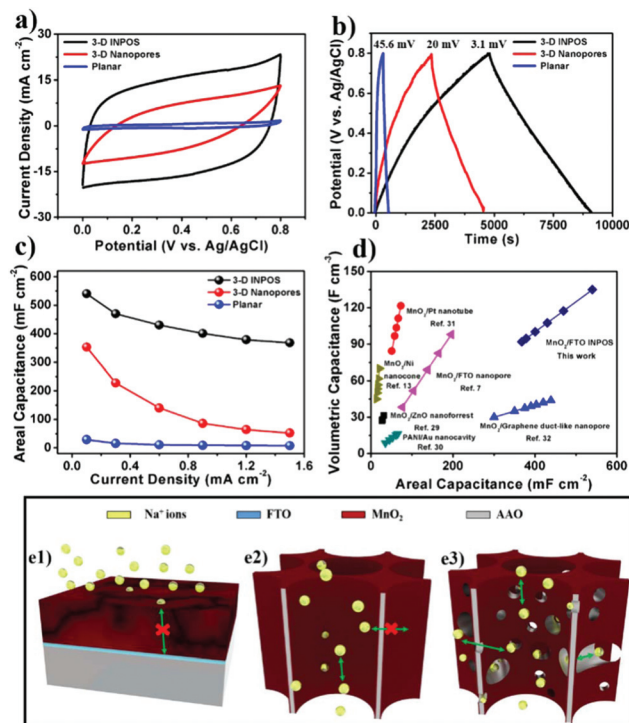 a)
3-D INPOS
3-D Nanopores
Planar
Current Density (mA cm⁻²)
30
15
0
-15
-30
0.0 0.2 0.4 0.6 0.8
Potential (V vs. Ag/AgCl)
b)
45.6 mV 20 mV 3.1 mV
3-D INPOS
3-D Nanopores
Planar
Potential (V vs. Ag/AgCl)
0.8
0.4
0.0
0 2500 5000 7500 10000
Time (s)
c)
3-D INPOS
3-D Nanopores
Planar
Areal Capacitance (mF cm⁻²)
600
500
400
300
200
100
0
0.0 0.3 0.6 0.9 1.2 1.5
Current Density (mA cm⁻²)
d)
Volumetric Capacitance (F cm⁻³)
150
120
90
60
30
0
MnO₂/Pt nanotube
Ref. 31
MnO₂/FTO INPOS
This work
MnO₂/Ni
nanocone
Ref. 13
MnO₂/FTO nanopore
Ref. 7
MnO₂/ZnO nanoforrest
Ref. 29
PANI/Au nanocavity
Ref. 30
MnO₂/Graphene duct-like nanopore
Ref. 32
0 200 400 600
Areal Capacitance (mF cm⁻²)
Na⁺ ions FTO MnO₂ AAO
e1) e2) e3)